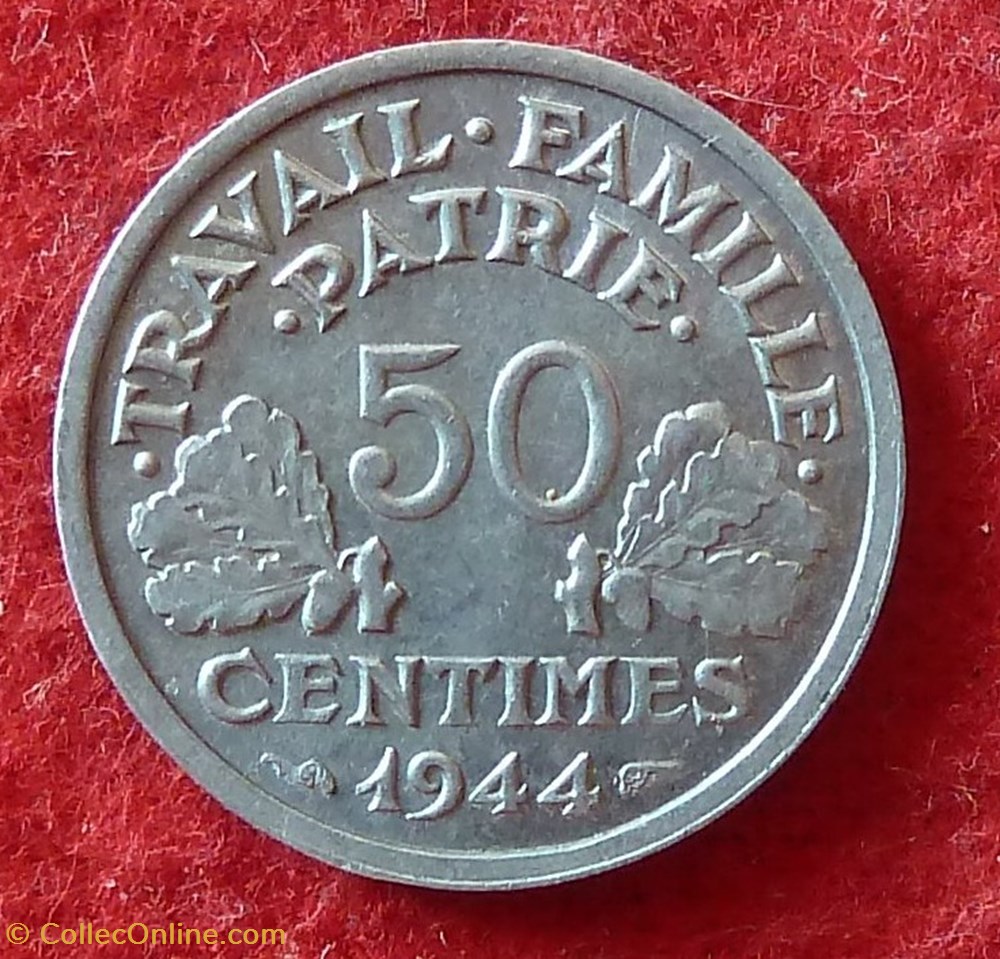 · TRAVAIL · FAMILLE ·
· PATRIE ·
50
CENTIMES
1944
© CollecOnline.com